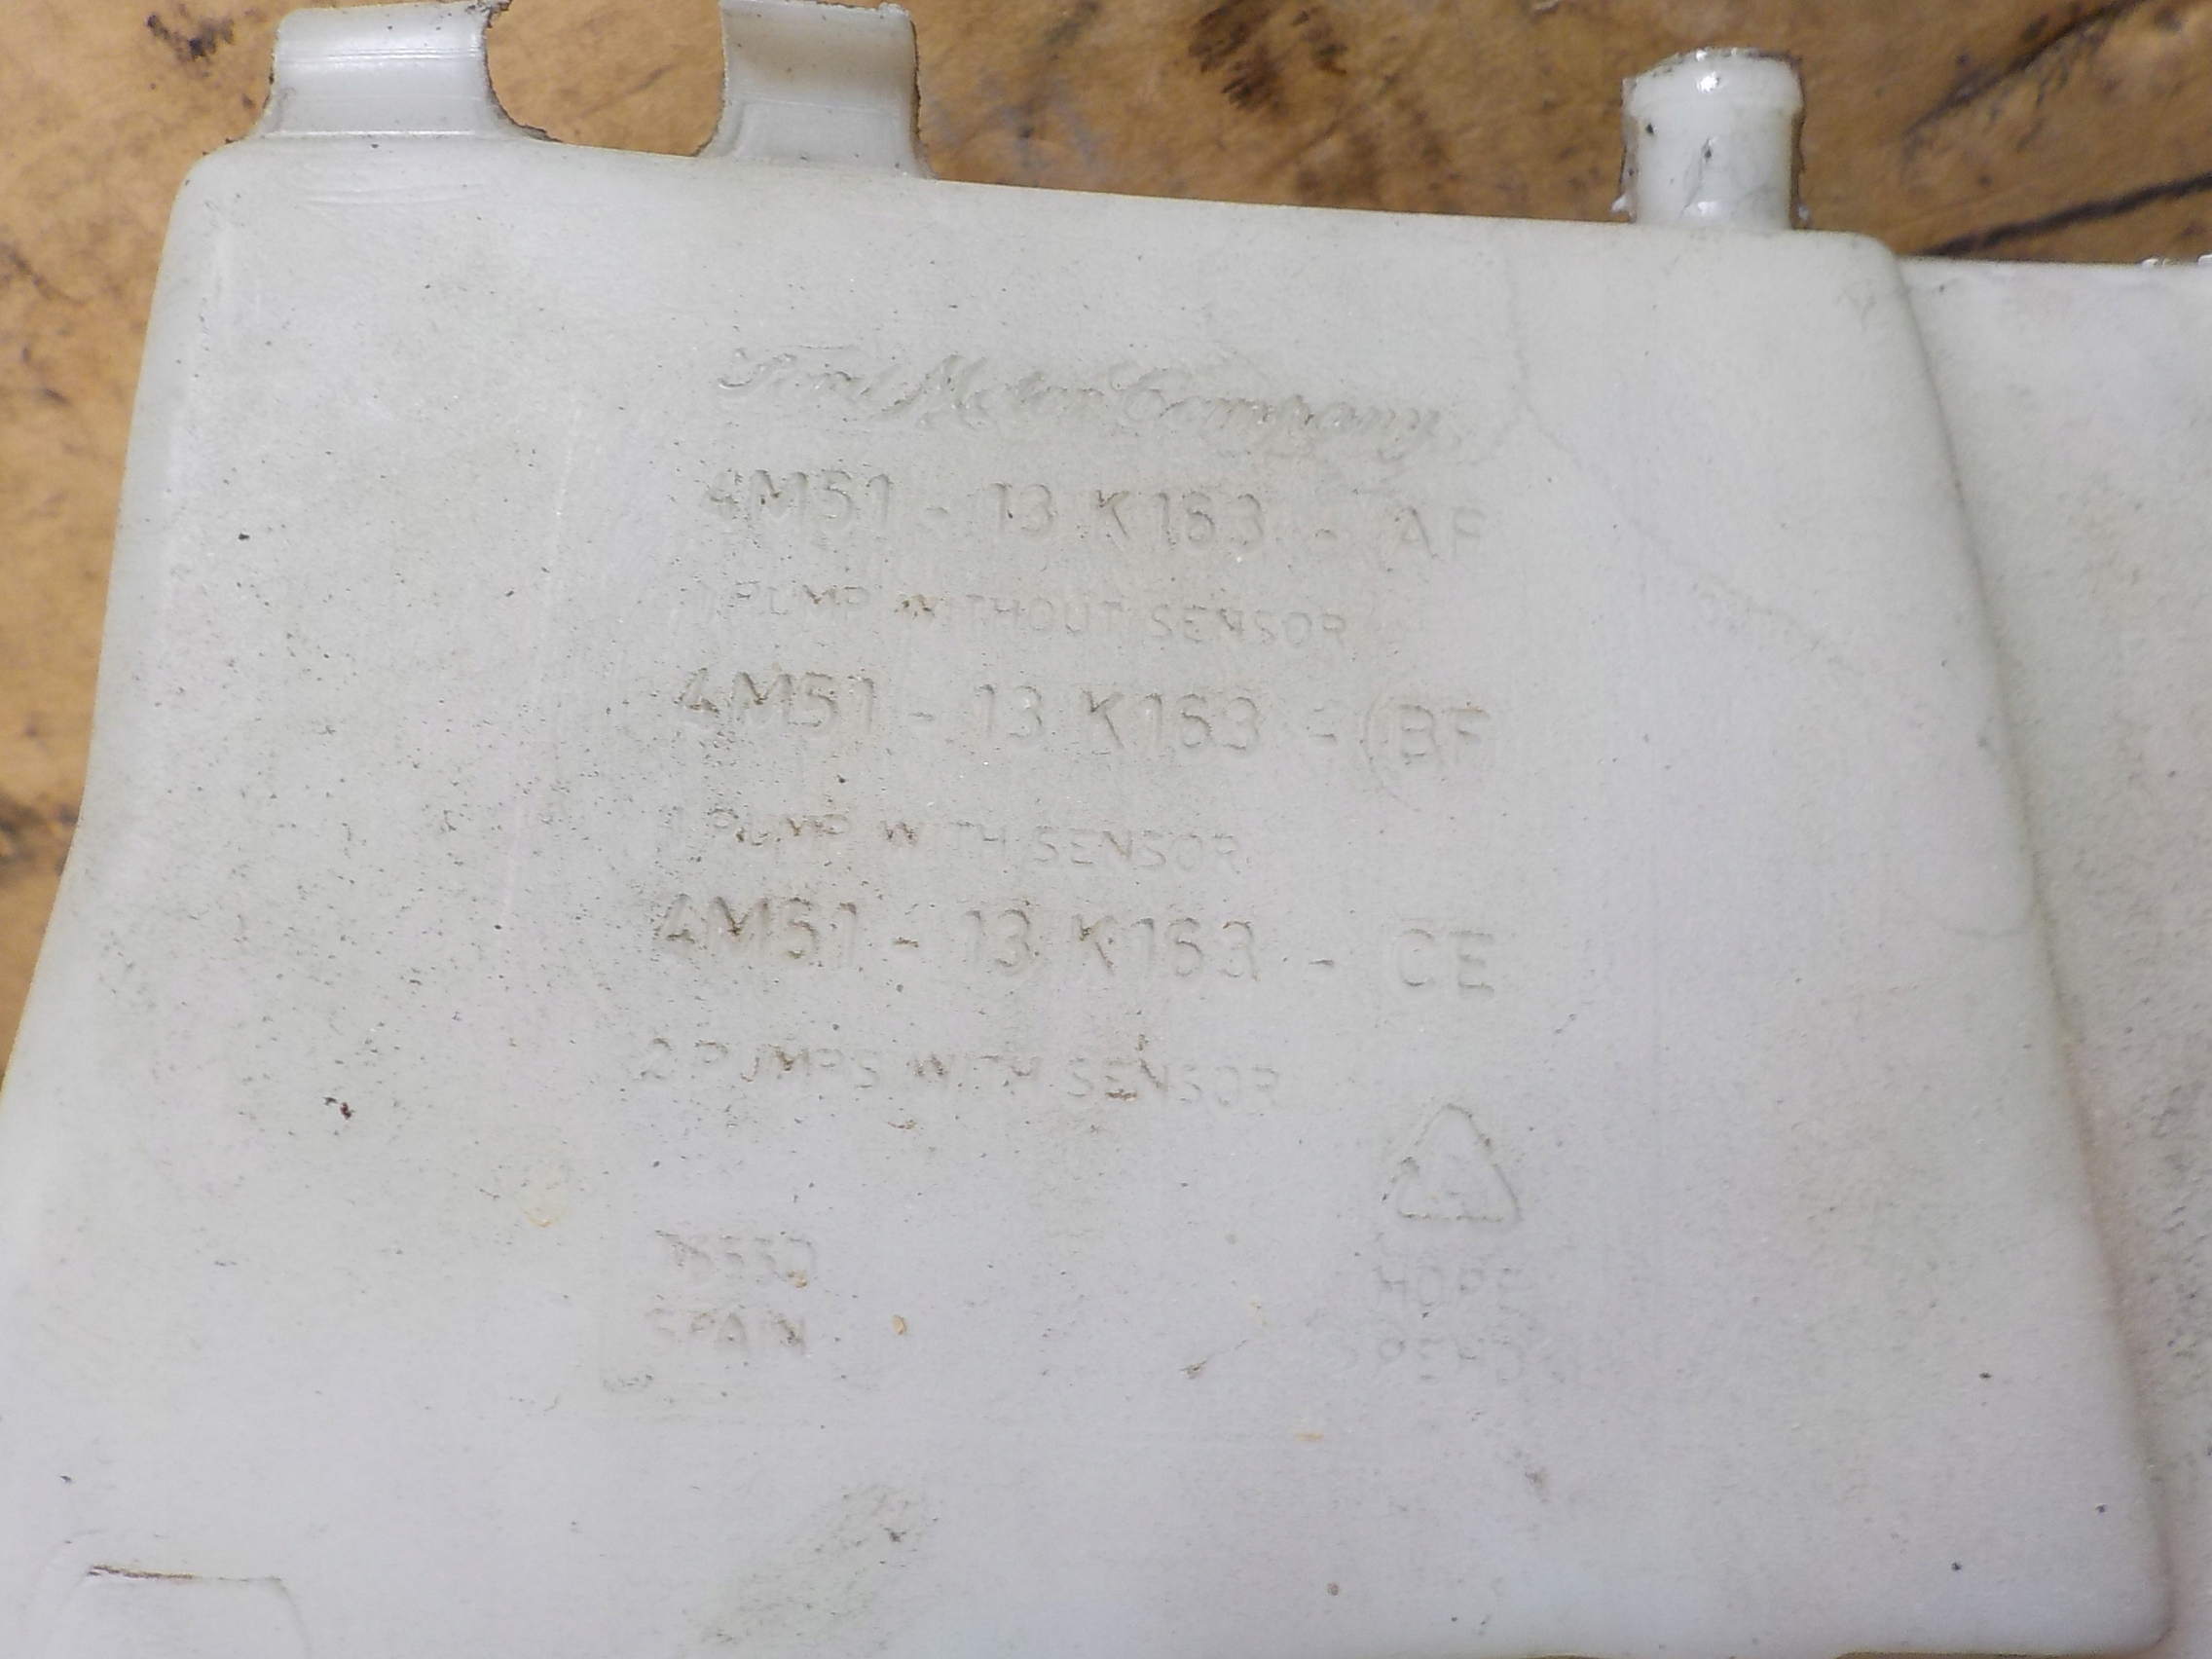 Ford Motor Company
4M51 - 13 K163 - AF
1 PUMP WITHOUT SENSOR
4M51 - 13 K163 - BF
1 PUMP WITH SENSOR
4M51 - 13 K163 - CE
2 PUMPS WITH SENSOR
SPAIN
HDPE